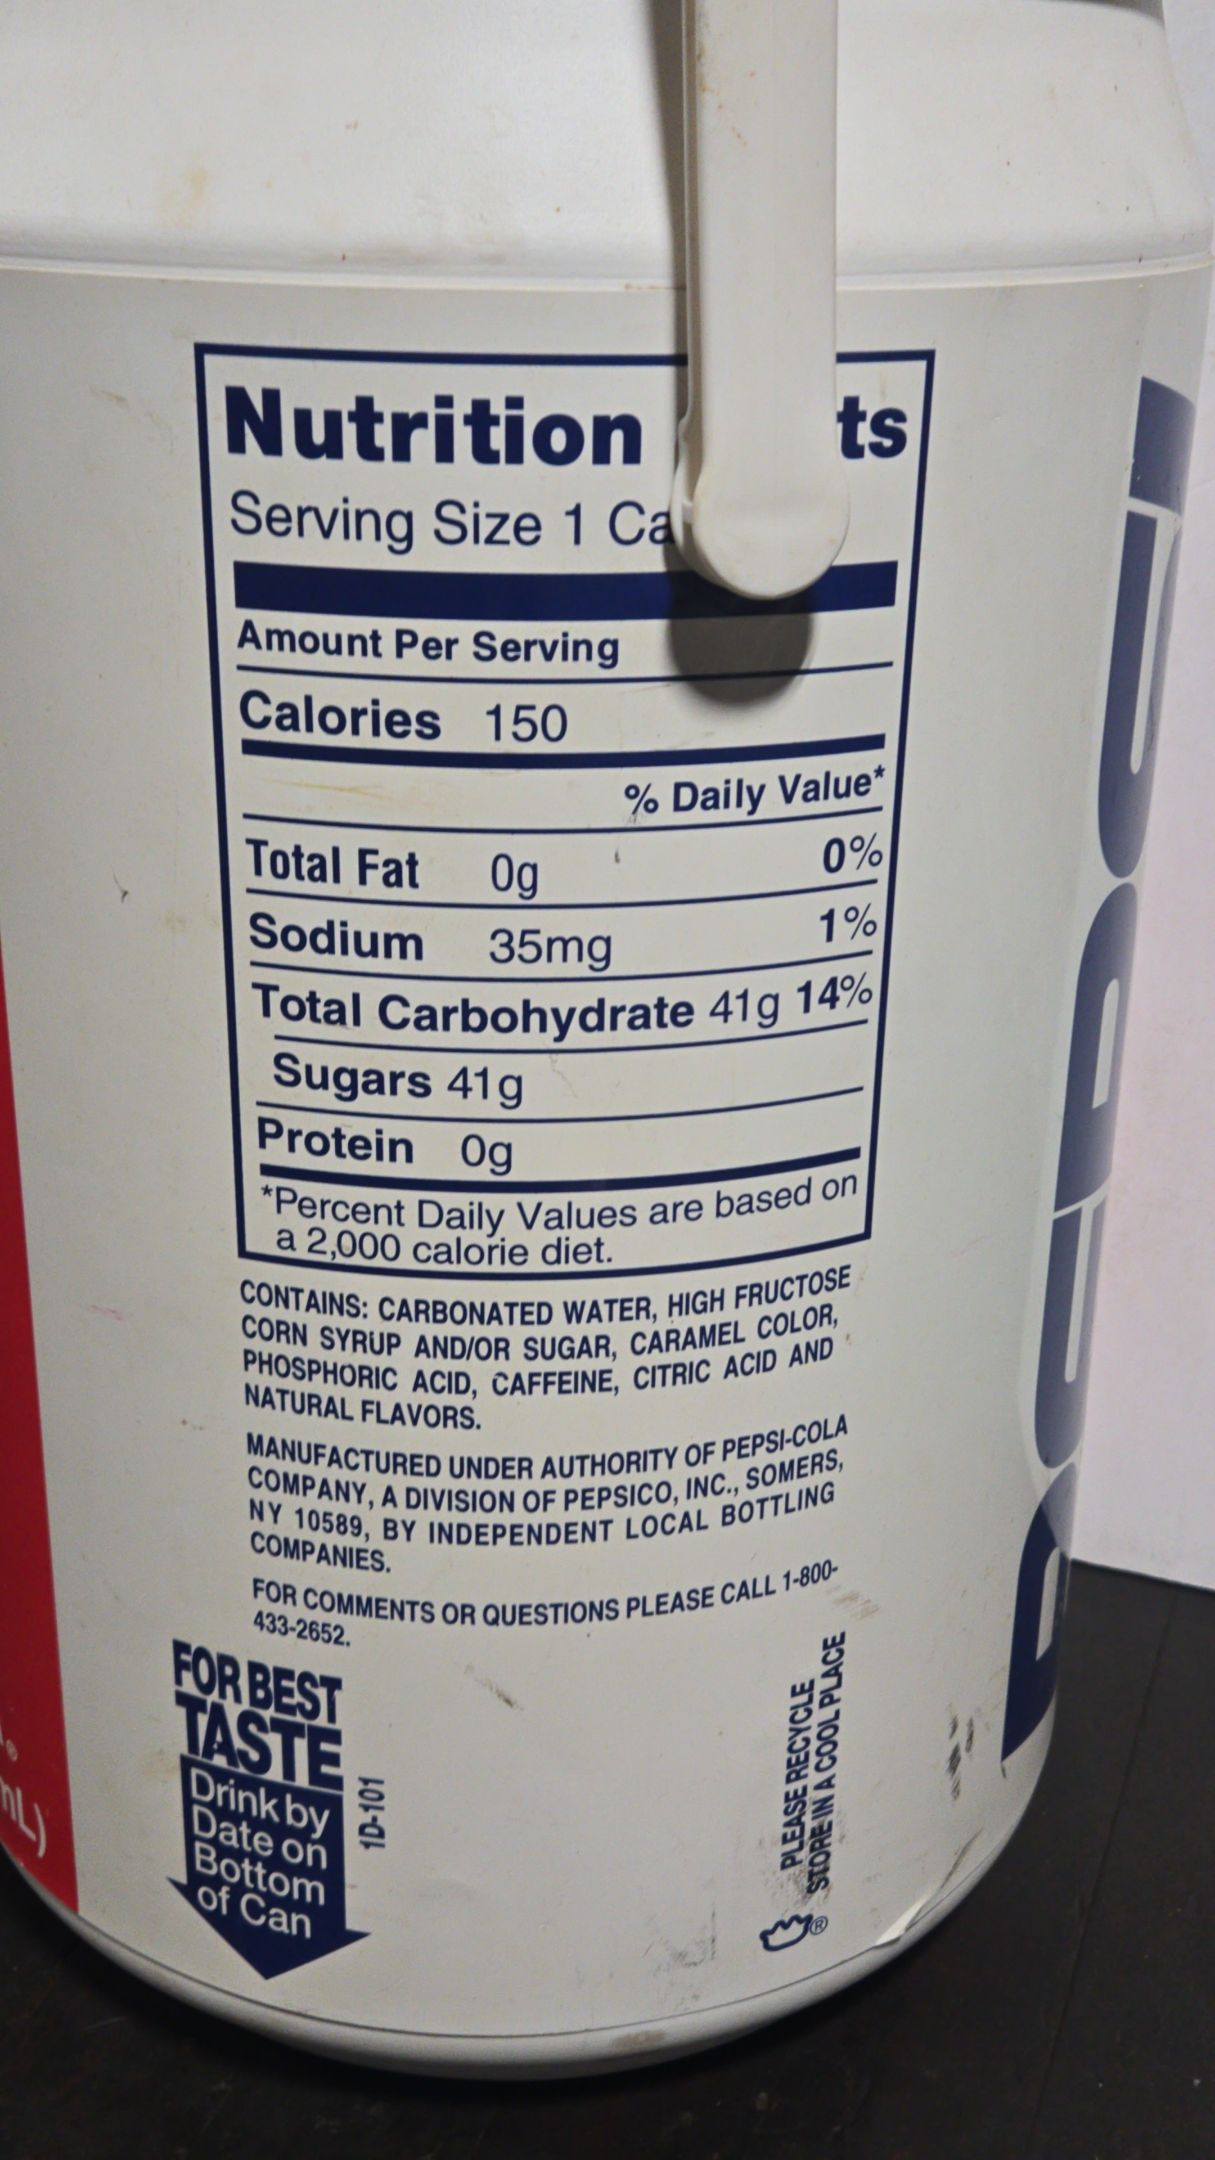 Nutrition ts
Serving Size 1
Amount Per Serving
Calories 150
% Daily Value*
Total Fat 0g 0%
Sodium 35mg 1%
Total Carbohydrate 41g 14%
Sugars 41g
Protein 0g
*Percent Daily Values are based on
a 2,000 calorie diet.
CONTAINS: CARBONATED WATER, HIGH FRUCTOSE
CORN SYRUP AND/OR SUGAR, CARAMEL COLOR,
PHOSPHORIC ACID, CAFFEINE, CITRIC ACID AND
NATURAL FLAVORS.
MANUFACTURED UNDER AUTHORITY OF PEPSI-COLA
COMPANY, A DIVISION OF PEPSICO, INC., SOMERS,
NY 10589, BY INDEPENDENT LOCAL BOTTLING
COMPANIES.
FOR COMMENTS OR QUESTIONS PLEASE CALL 1-800-
433-2652.
FOR BEST
TASTE
Drink by
Date on
Bottom
of Can
1D-101
PLEASE RECYCLE
STORE IN A COOL PLACE
®
mL)
PEPSI